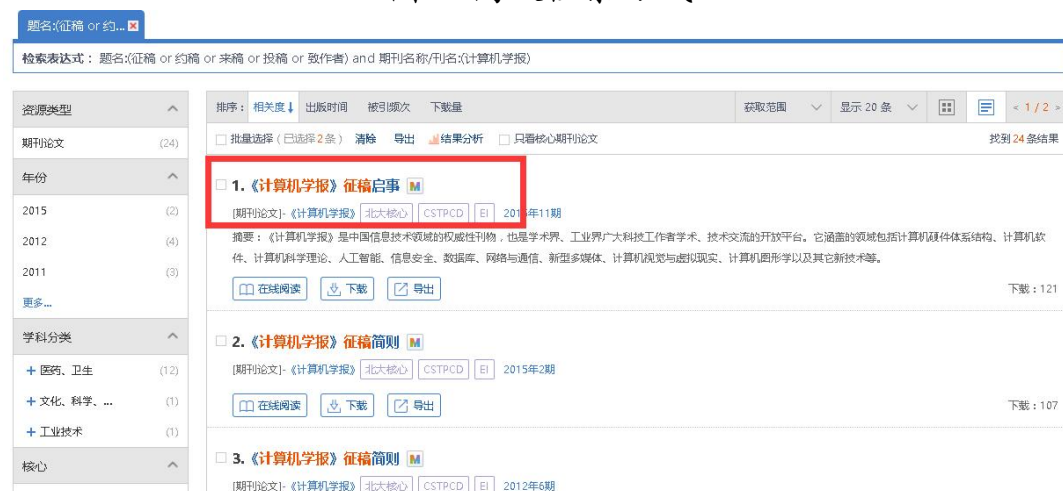 题名:(征稿 or 约...
检索表达式： 题名:(征稿 or 约稿 or 来稿 or 投稿 or 致作者) and 期刊名称/刊名:(计算机学报)
资源类型
期刊论文 (24)
年份
2015 (2)
2012 (4)
2011 (3)
更多...
学科分类
+ 医药、卫生 (12)
+ 文化、科学、... (1)
+ 工业技术 (1)
核心
排序： 相关度↓ 出版时间 被引频次 下载量 获取范围 显示 20 条 < 1 / 2 >
批量选择 ( 已选择2条 ) 清除 导出 结果分析 只看核心期刊论文 找到 24 条结果
1.《计算机学报》征稿启事 M
[期刊论文]-《计算机学报》 北大核心 CSTPCD EI 2015年11期
摘要：《计算机学报》是中国信息技术领域的权威性刊物，也是学术界、工业界广大科技工作者学术、技术交流的开放平台。它涵盖的领域包括计算机硬件体系结构、计算机软
件、计算机科学理论、人工智能、信息安全、数据库、网络与通信、新型多媒体、计算机视觉与虚拟现实、计算机图形学以及其它新技术等。
在线阅读 下载 导出 下载：121
2.《计算机学报》征稿简则 M
[期刊论文]-《计算机学报》 北大核心 CSTPCD EI 2015年2期
在线阅读 下载 导出 下载：107
3.《计算机学报》征稿简则 M
[期刊论文]-《计算机学报》 北大核心 CSTPCD EI 2012年6期